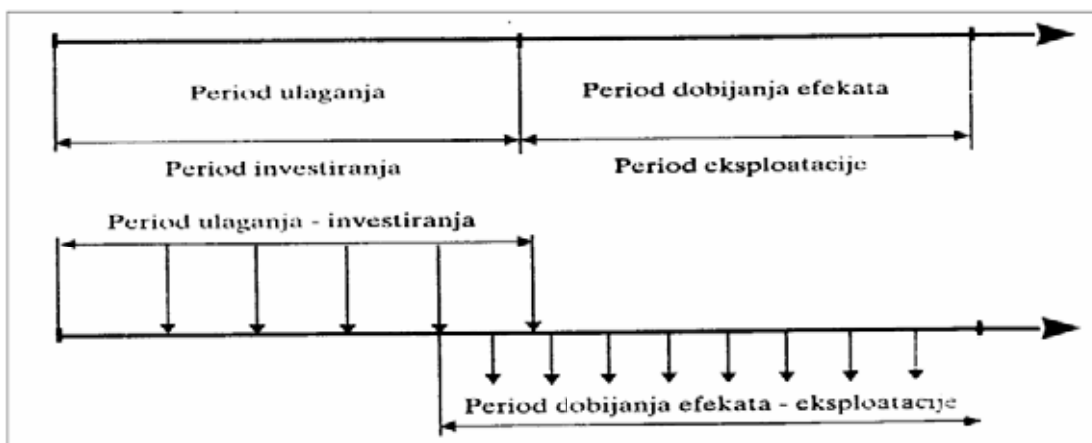 Period ulaganja
Period dobijanja efekata
Period investiranja
Period eksploatacije
Period ulaganja - investiranja
Period dobijanja efekata - eksploatacije